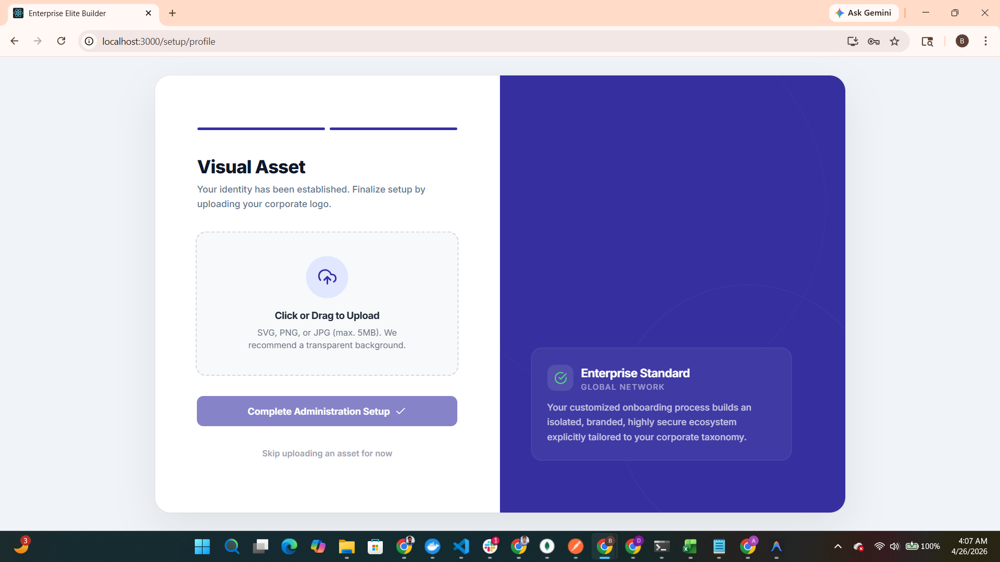 Enterprise Elite Builder
Ask Gemini
localhost:3000/setup/profile
B
Visual Asset
Your identity has been established. Finalize setup by
uploading your corporate logo.
Click or Drag to Upload
SVG, PNG, or JPG (max. 5MB). We
recommend a transparent background.
Complete Administration Setup
Skip uploading an asset for now
Enterprise Standard
GLOBAL NETWORK
Your customized onboarding process builds an
isolated, branded, highly secure ecosystem
explicitly tailored to your corporate taxonomy.
3
1
B
D
A
100%
4:07 AM
4/26/2026